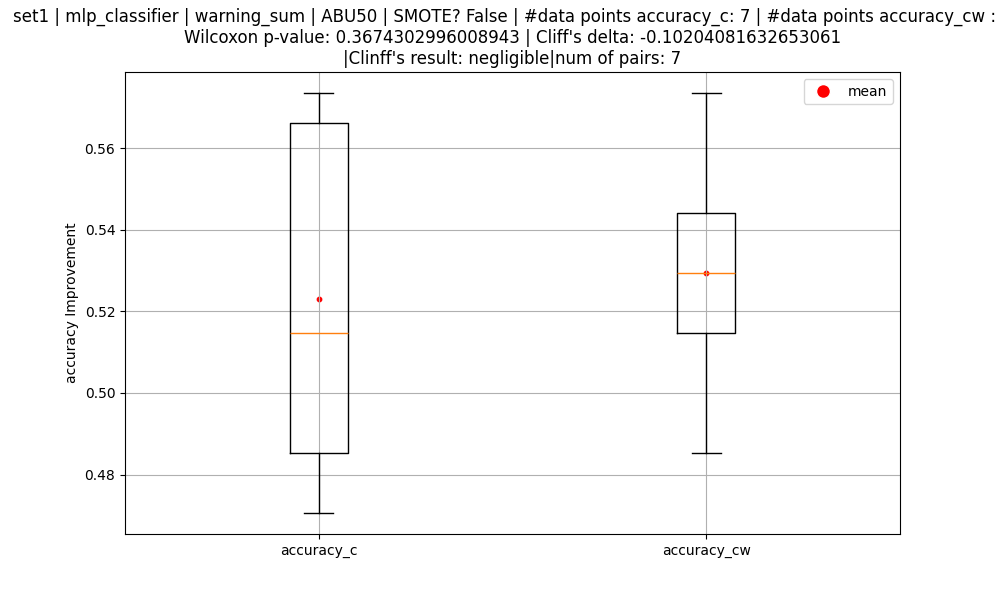 set1 | mlp_classifier | warning_sum | ABU50 | SMOTE? False | #data points accuracy_c: 7 | #data points accuracy_cw :
Wilcoxon p-value: 0.3674302996008943 | Cliff's delta: -0.10204081632653061
|Clinff's result: negligible|num of pairs: 7
mean
accuracy Improvement
0.56
0.54
0.52
0.50
0.48
accuracy_c
accuracy_cw